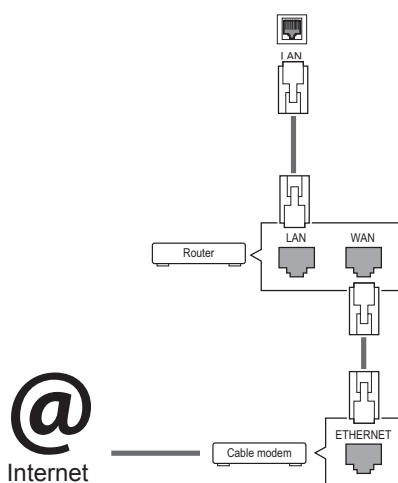 LAN
LAN WAN
Router
ETHERNET
Cable modem
@
Internet